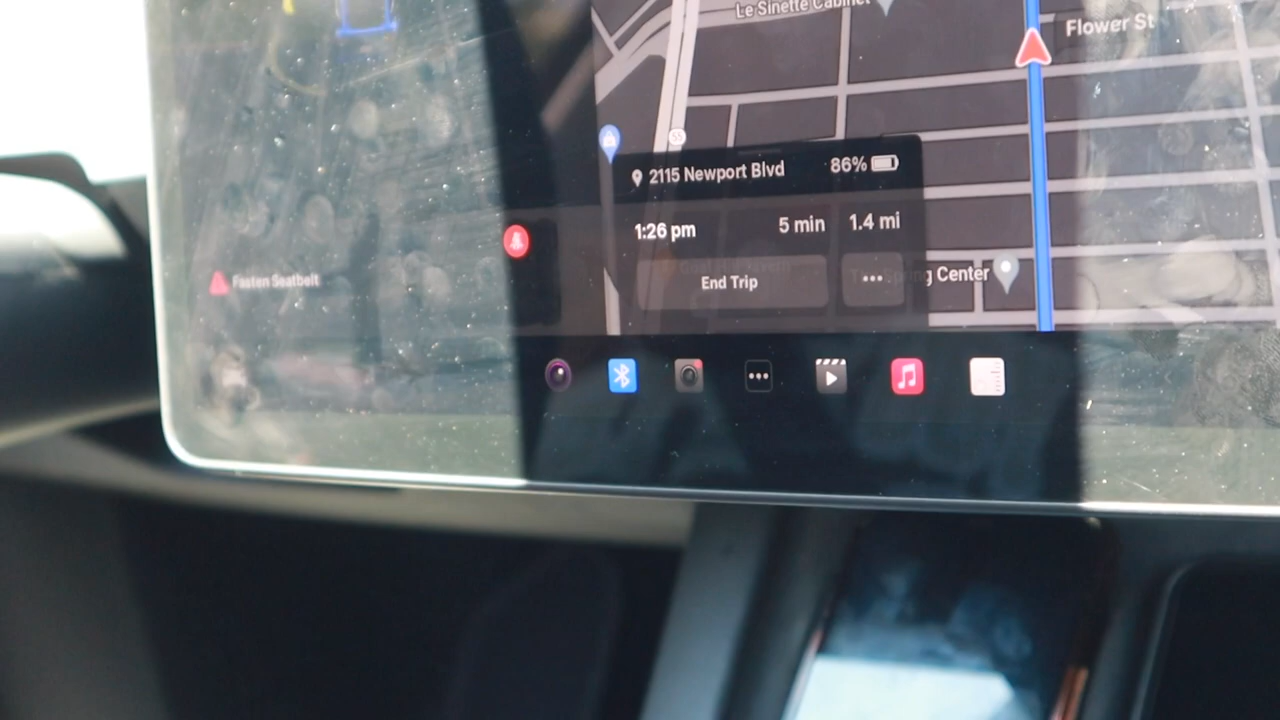 Le Sinette Cabinet
Flower St
55
2115 Newport Blvd
86%
1:26 pm
5 min
1.4 mi
Fasten Seatbelt
End Trip
g Center